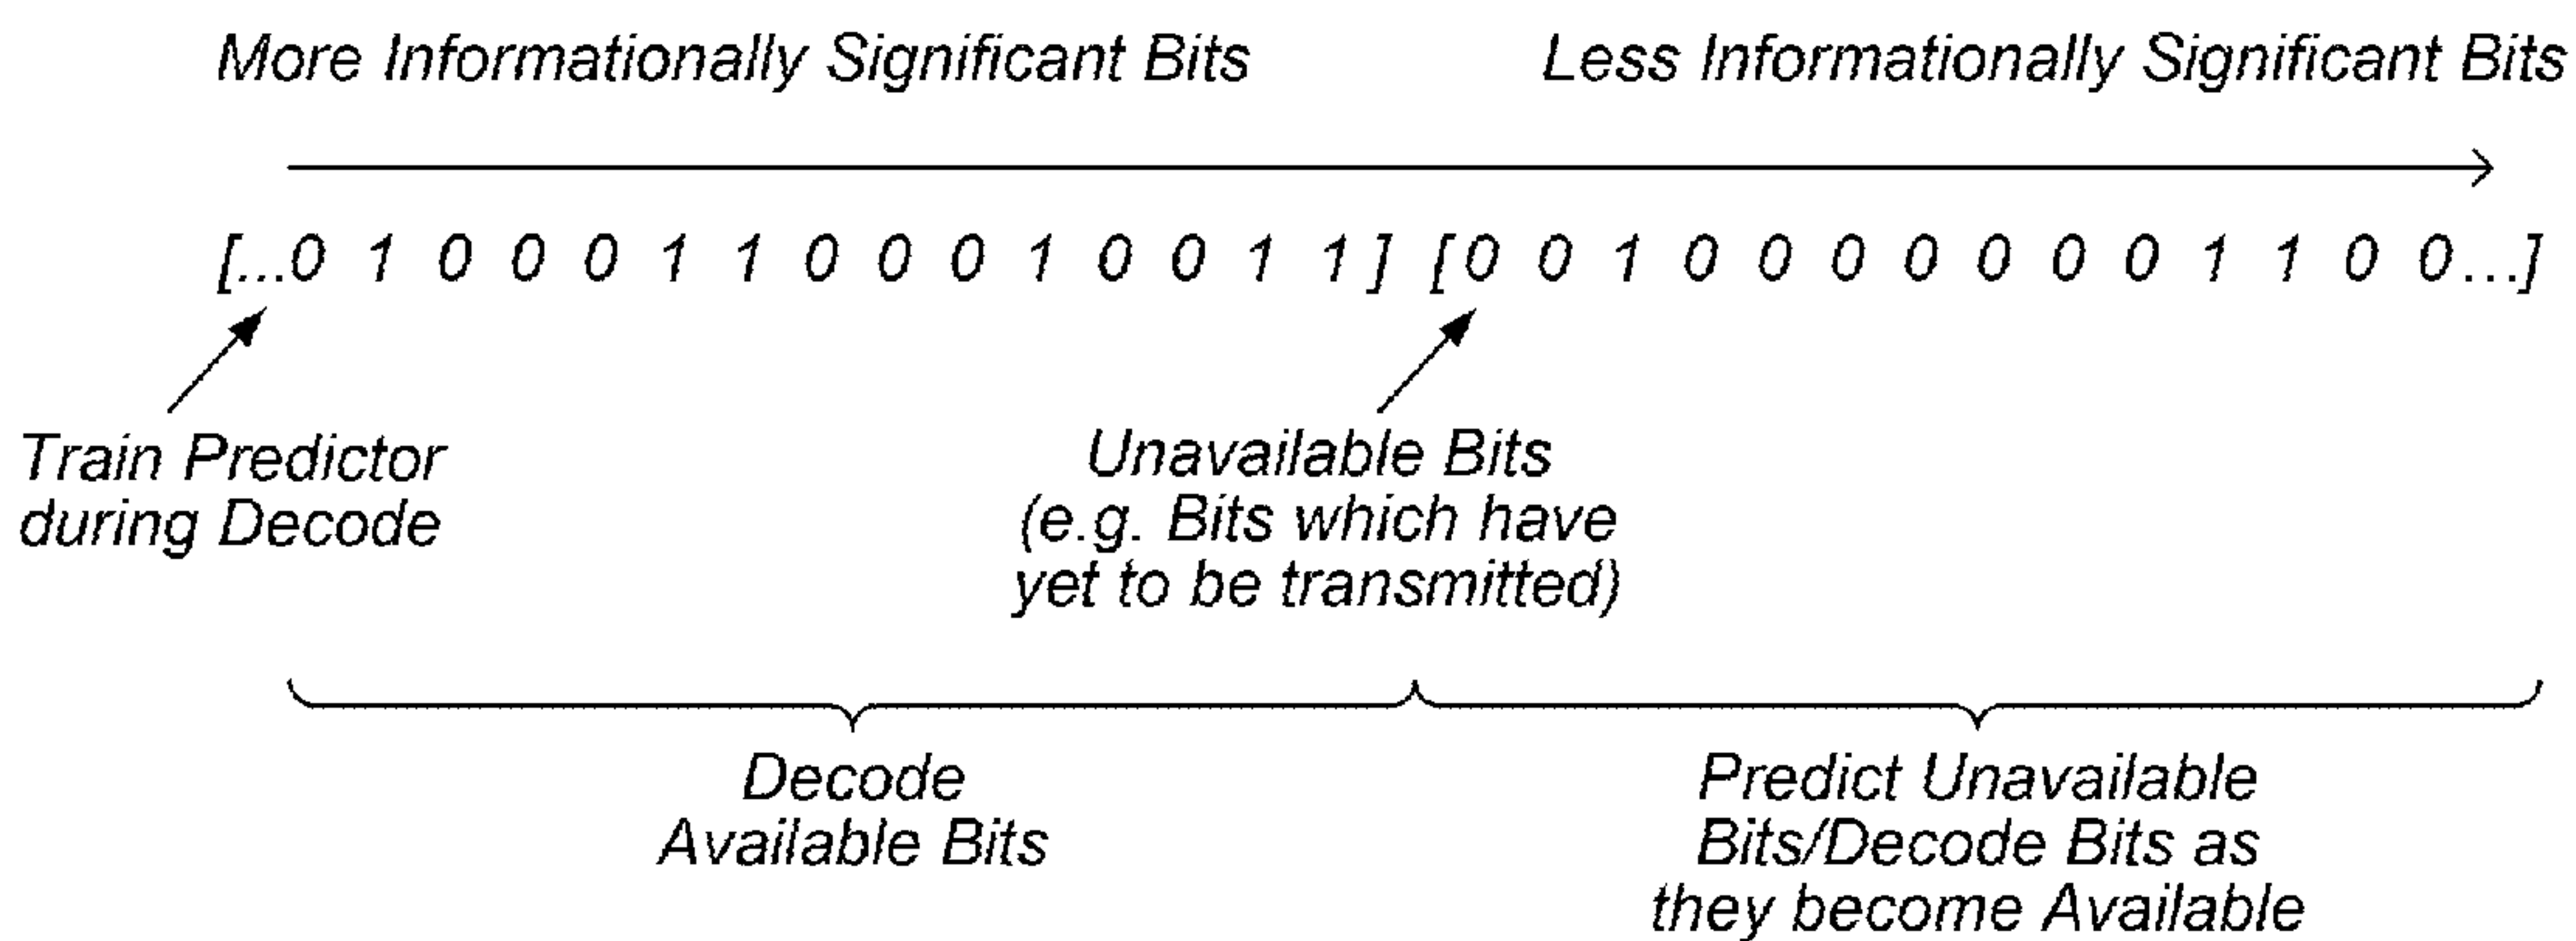 More Informationally Significant Bits Less Informationally Significant Bits
[...0 1 0 0 0 1 1 0 0 0 1 0 0 1 1] [0 0 1 0 0 0 0 0 0 0 1 1 0 0...]
Train Predictor
during Decode
Unavailable Bits
(e.g. Bits which have
yet to be transmitted)
Decode
Available Bits
Predict Unavailable
Bits/Decode Bits as
they become Available